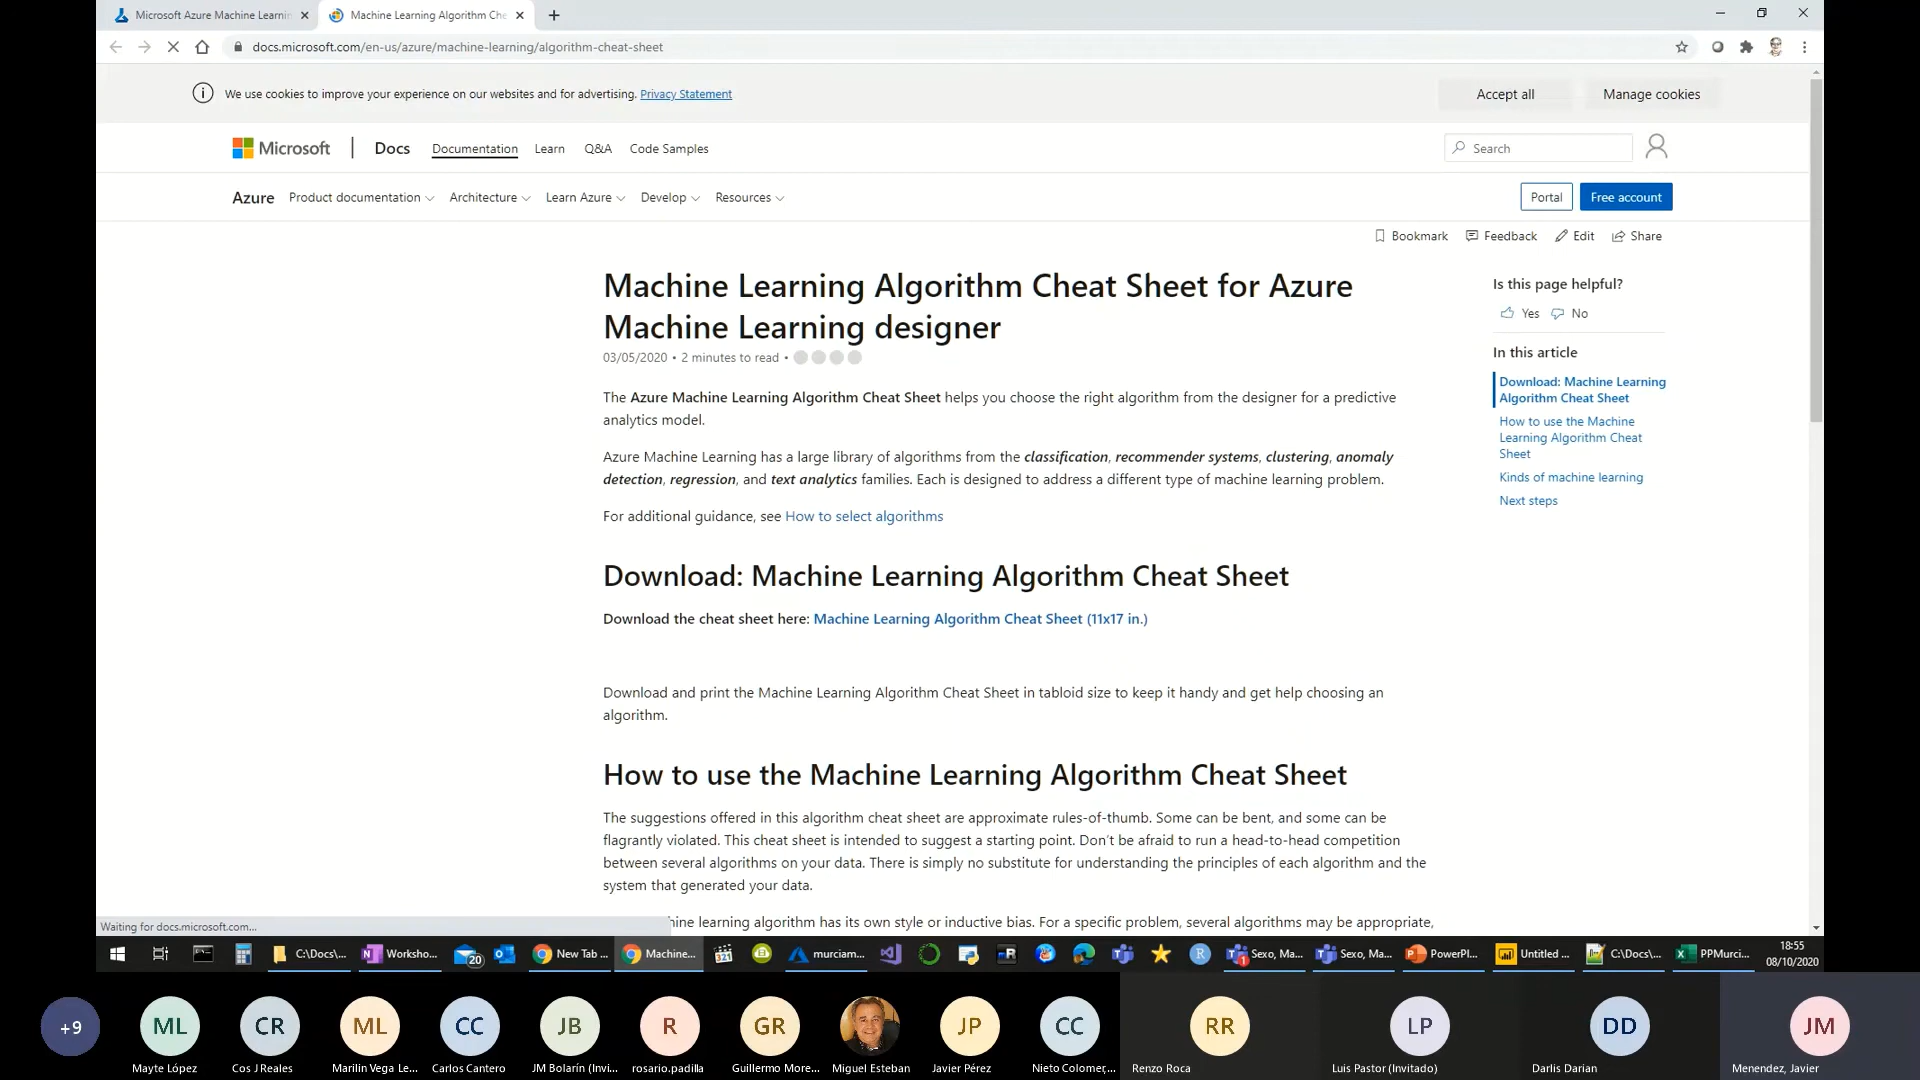 Microsoft Azure Machine Learnin
Machine Learning Algorithm Che
docs.microsoft.com/en-us/azure/machine-learning/algorithm-cheat-sheet
We use cookies to improve your experience on our websites and for advertising. Privacy Statement
Accept all
Manage cookies
Microsoft
Docs
Documentation
Learn
Q&A
Code Samples
Search
Azure
Product documentation
Architecture
Learn Azure
Develop
Resources
Portal
Free account
Bookmark
Feedback
Edit
Share
Machine Learning Algorithm Cheat Sheet for Azure
Machine Learning designer
03/05/2020 • 2 minutes to read •
The Azure Machine Learning Algorithm Cheat Sheet helps you choose the right algorithm from the designer for a predictive
analytics model.
Azure Machine Learning has a large library of algorithms from the classification, recommender systems, clustering, anomaly
detection, regression, and text analytics families. Each is designed to address a different type of machine learning problem.
For additional guidance, see How to select algorithms
Download: Machine Learning Algorithm Cheat Sheet
Download the cheat sheet here: Machine Learning Algorithm Cheat Sheet (11x17 in.)
Download and print the Machine Learning Algorithm Cheat Sheet in tabloid size to keep it handy and get help choosing an
algorithm.
How to use the Machine Learning Algorithm Cheat Sheet
The suggestions offered in this algorithm cheat sheet are approximate rules-of-thumb. Some can be bent, and some can be
flagrantly violated. This cheat sheet is intended to suggest a starting point. Don't be afraid to run a head-to-head competition
between several algorithms on your data. There is simply no substitute for understanding the principles of each algorithm and the
system that generated your data.
hine learning algorithm has its own style or inductive bias. For a specific problem, several algorithms may be appropriate,
Is this page helpful?
Yes
No
In this article
Download: Machine Learning
Algorithm Cheat Sheet
How to use the Machine
Learning Algorithm Cheat
Sheet
Kinds of machine learning
Next steps
Waiting for docs.microsoft.com...
C:\Docs\...
Worksho...
20
New Tab ...
Machine...
321
murciam...
R
R
1
Sexo, Ma...
Sexo, Ma...
PowerPl...
Untitled ...
C:\Docs\...
PPMurci...
18:55
08/10/2020
+9
ML
Mayte López
CR
Cos J Reales
ML
Marilin Vega Le...
CC
Carlos Cantero
JB
JM Bolarín (Invi...
R
rosario.padilla
GR
Guillermo More...
Miguel Esteban
JP
Javier Pérez
CC
Nieto Colomer,...
RR
Renzo Roca
LP
Luis Pastor (Invitado)
DD
Darlis Darian
JM
Menendez, Javier